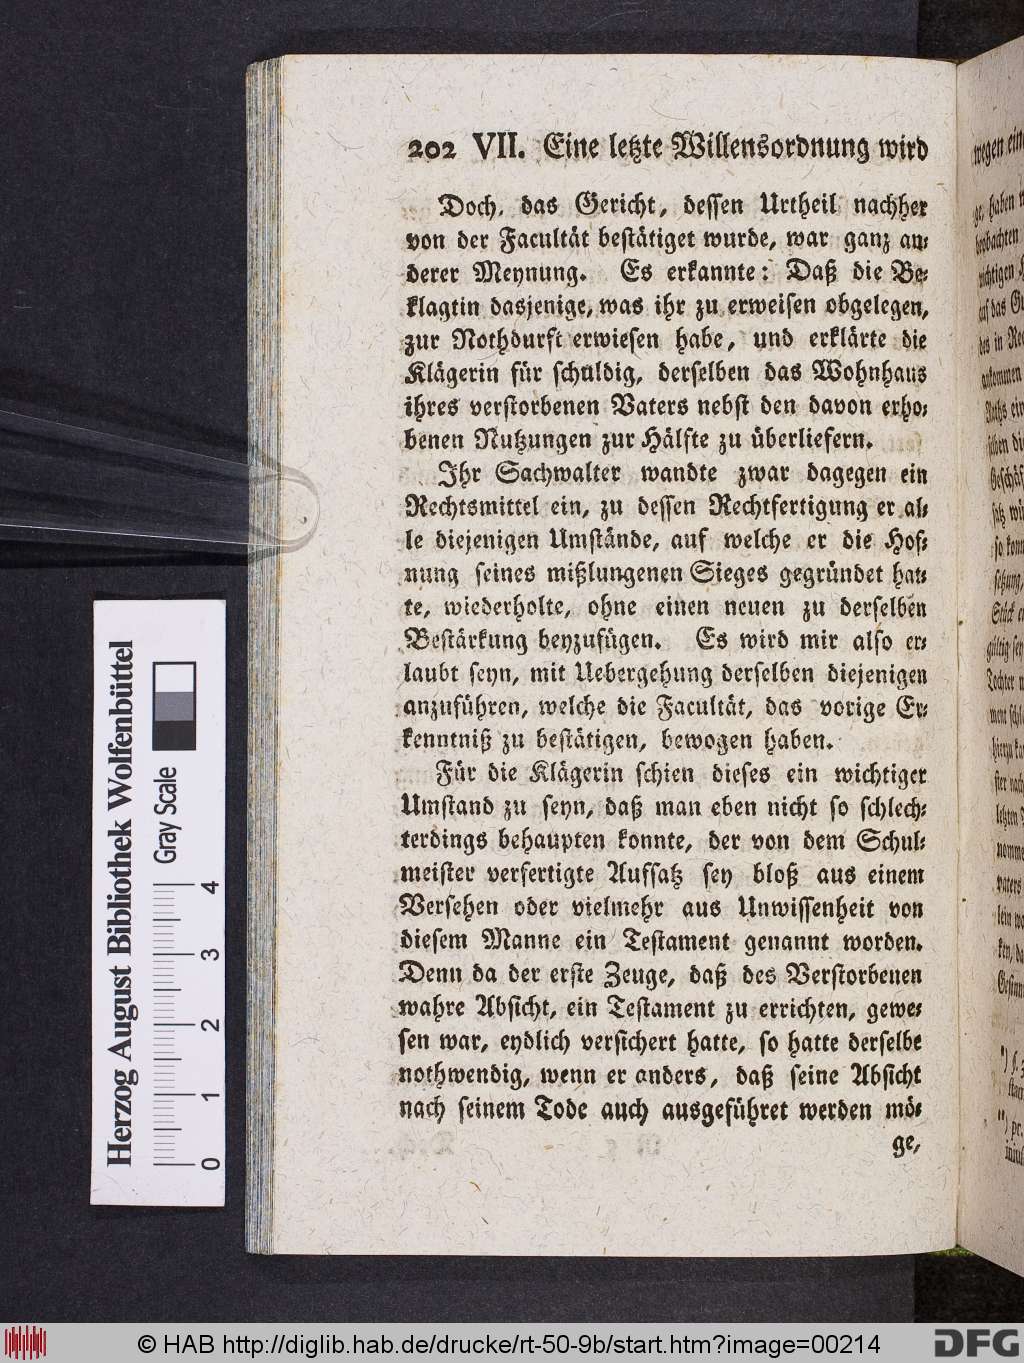 202 VII. Eine letzte Willensordnung wird
Doch, das Gericht, dessen Urtheil nachher
von der Facultät bestätiget wurde, war ganz an-
derer Meynung. Es erkannte: Daß die Be-
klagtin dasjenige, was ihr zu erweisen obgelegen,
zur Nothdurft erwiesen habe, und erklärte die
Klägerin für schuldig, derselben das Wohnhaus
ihres verstorbenen Vaters nebst den davon erho-
benen Nutzungen zur Hälfte zu überliefern.
Ihr Sachwalter wandte zwar dagegen ein
Rechtsmittel ein, zu dessen Rechtfertigung er al-
le diejenigen Umstände, auf welche er die Hof-
nung seines mißlungenen Sieges gegründet hat-
te, wiederholte, ohne einen neuen zu derselben
Bestärkung beyzufügen. Es wird mir also er-
laubt seyn, mit Uebergehung derselben diejenigen
anzuführen, welche die Facultät, das vorige Er-
kenntniß zu bestätigen, bewogen haben.
Für die Klägerin schien dieses ein wichtiger
Umstand zu seyn, daß man eben nicht so schlech-
terdings behaupten konnte, der von dem Schul-
meister verfertigte Aufsatz sey bloß aus einem
Versehen oder vielmehr aus Unwissenheit von
diesem Manne ein Testament genannt worden.
Denn da der erste Zeuge, daß des Verstorbenen
wahre Absicht, ein Testament zu errichten, gewe-
sen war, eydlich versichert hatte, so hatte derselbe
nothwendig, wenn er anders, daß seine Absicht
nach seinem Tode auch ausgeführet werden mö-
ge,
wegen
haben
Herzog August Bibliothek Wolfenbüttel
Gray Scale
0 1 2 3 4
© HAB http://diglib.hab.de/drucke/rt-50-9b/start.htm?image=00214
DFG